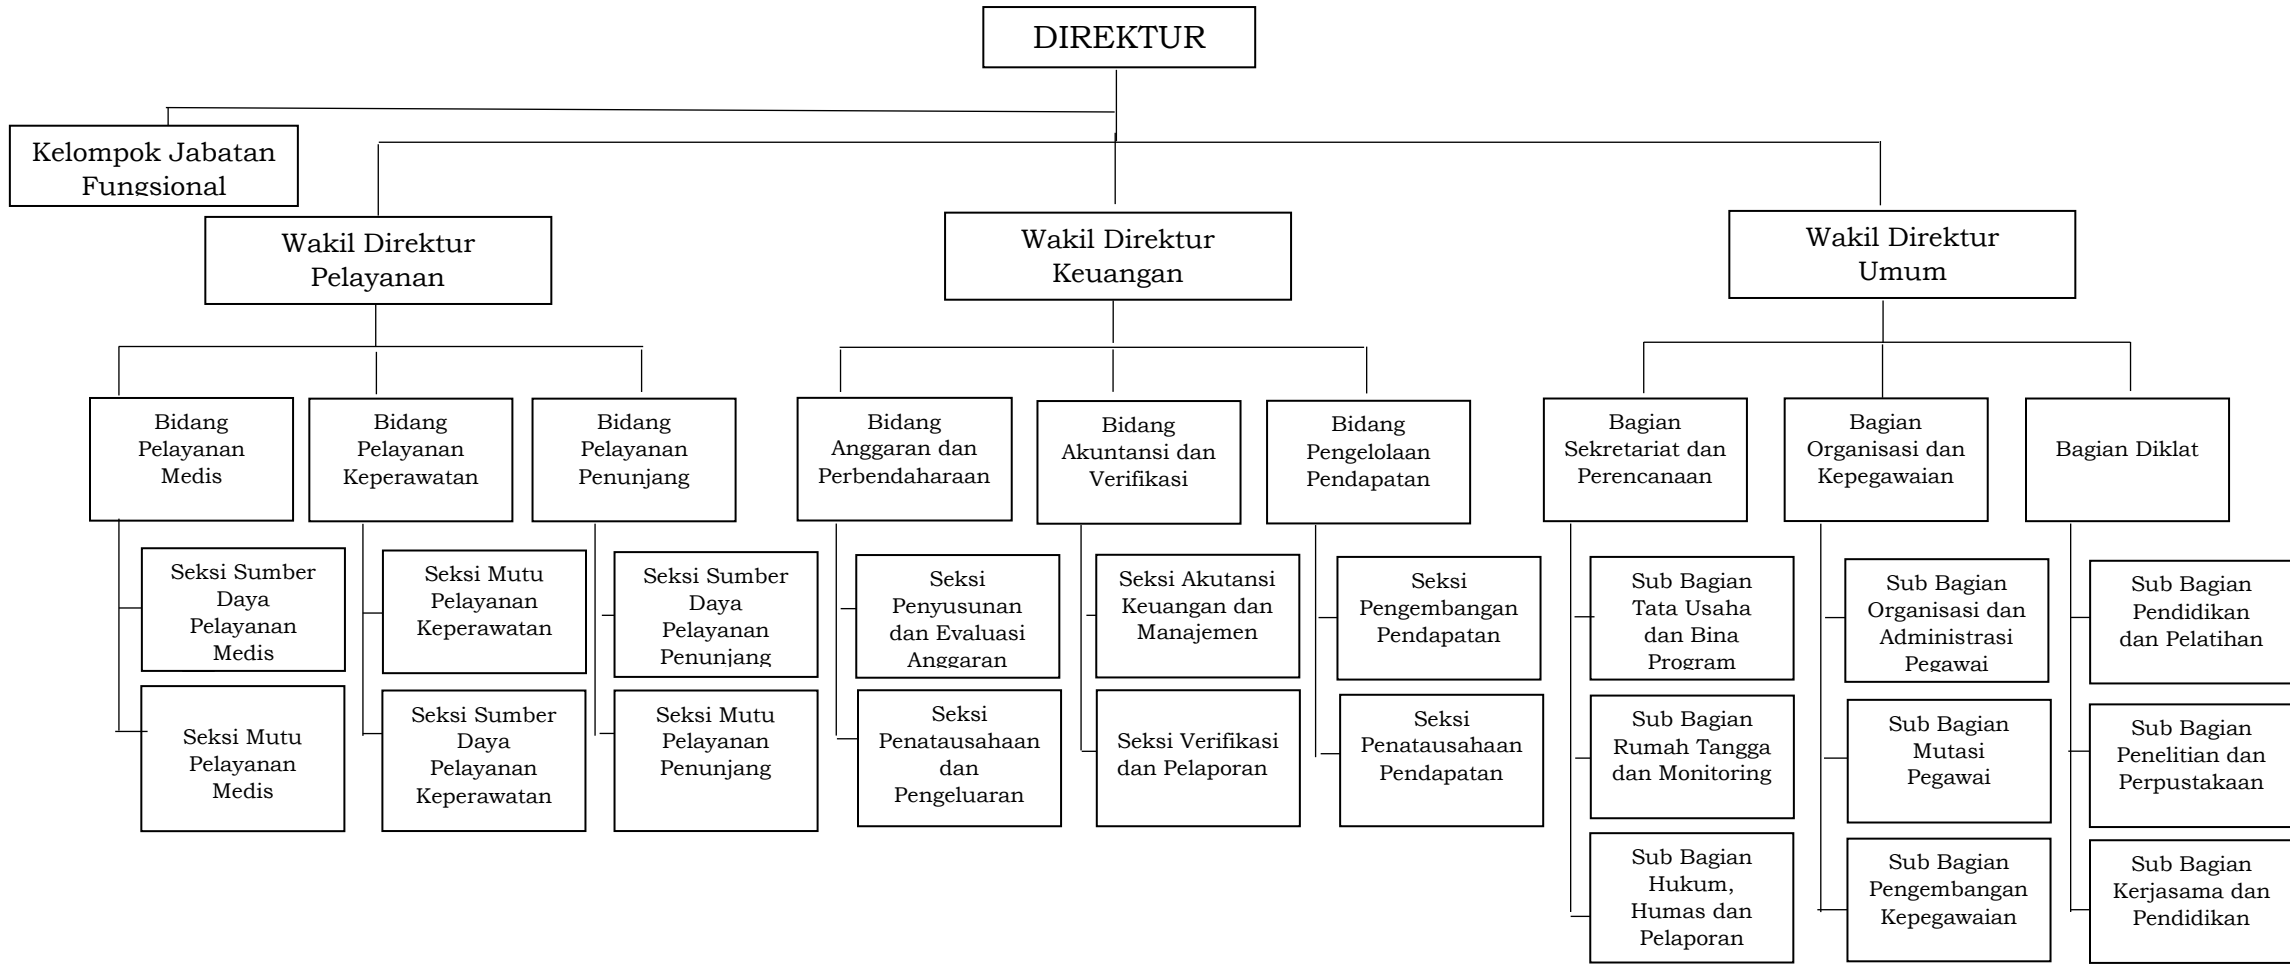 DIREKTUR
Kelompok Jabatan
Fungsional
Wakil Direktur
Pelayanan
Wakil Direktur
Keuangan
Wakil Direktur
Umum
Bidang
Pelayanan
Medis
Bidang
Pelayanan
Keperawatan
Bidang
Pelayanan
Penunjang
Bidang
Anggaran dan
Perbendaharaan
Bidang
Akuntansi dan
Verifikasi
Bidang
Pengelolaan
Pendapatan
Bagian
Sekretariat dan
Perencanaan
Bagian
Organisasi dan
Kepegawaian
Bagian Diklat
Seksi Sumber
Daya
Pelayanan
Medis
Seksi Mutu
Pelayanan
Keperawatan
Seksi Sumber
Daya
Pelayanan
Penunjang
Seksi
Penyusunan
dan Evaluasi
Anggaran
Seksi Akutansi
Keuangan dan
Manajemen
Seksi
Pengembangan
Pendapatan
Sub Bagian
Tata Usaha
dan Bina
Program
Sub Bagian
Organisasi dan
Administrasi
Pegawai
Sub Bagian
Pendidikan
dan Pelatihan
Seksi Mutu
Pelayanan
Medis
Seksi Sumber
Daya
Pelayanan
Keperawatan
Seksi Mutu
Pelayanan
Penunjang
Seksi
Penatausahaan
dan
Pengeluaran
Seksi Verifikasi
dan Pelaporan
Seksi
Penatausahaan
Pendapatan
Sub Bagian
Rumah Tangga
dan Monitoring
Sub Bagian
Mutasi
Pegawai
Sub Bagian
Penelitian dan
Perpustakaan
Sub Bagian
Hukum,
Humas dan
Pelaporan
Sub Bagian
Pengembangan
Kepegawaian
Sub Bagian
Kerjasama dan
Pendidikan